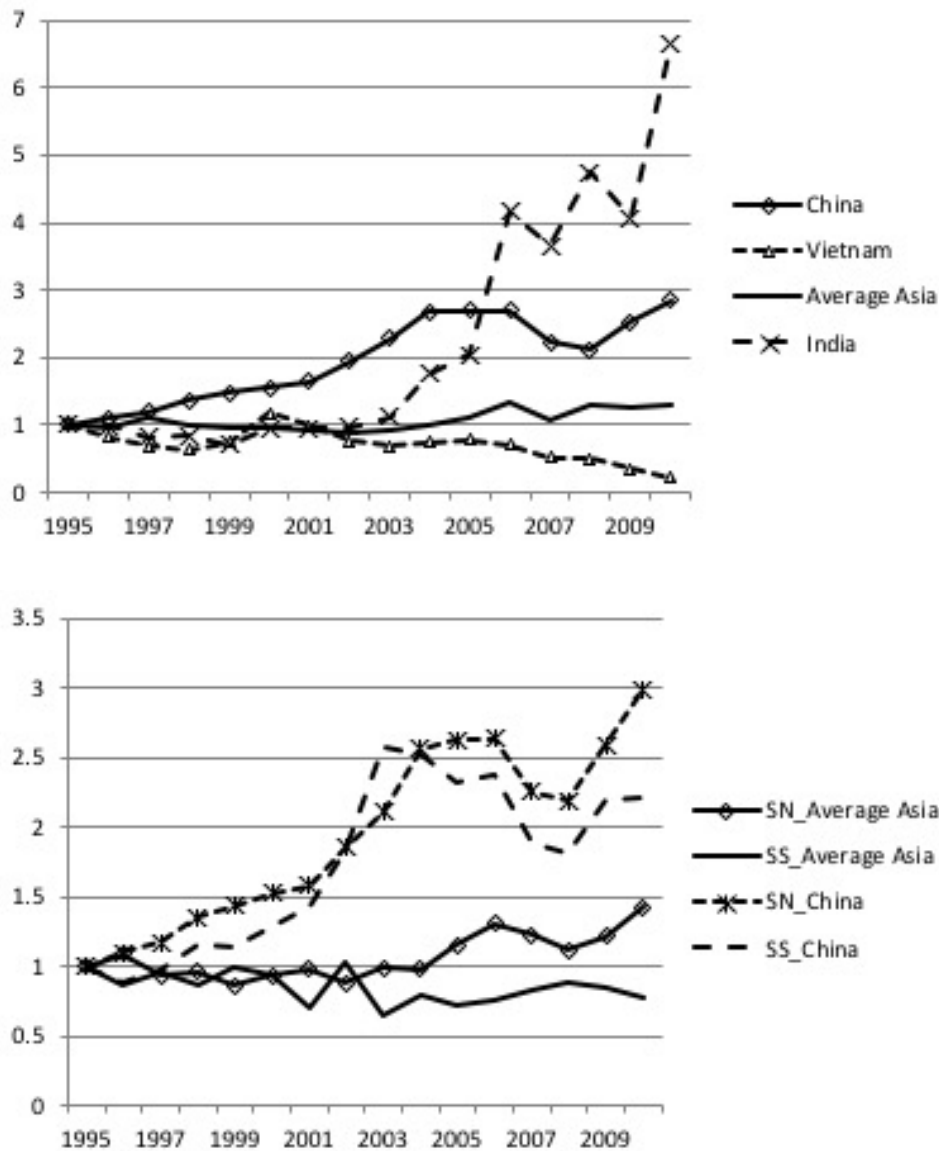 7
6
5
4
3
2
1
0
1995 1997 1999 2001 2003 2005 2007 2009
China
Vietnam
Average Asia
India
3.5
3
2.5
2
1.5
1
0.5
0
1995 1997 1999 2001 2003 2005 2007 2009
SN_Average Asia
SS_Average Asia
SN_China
SS_China